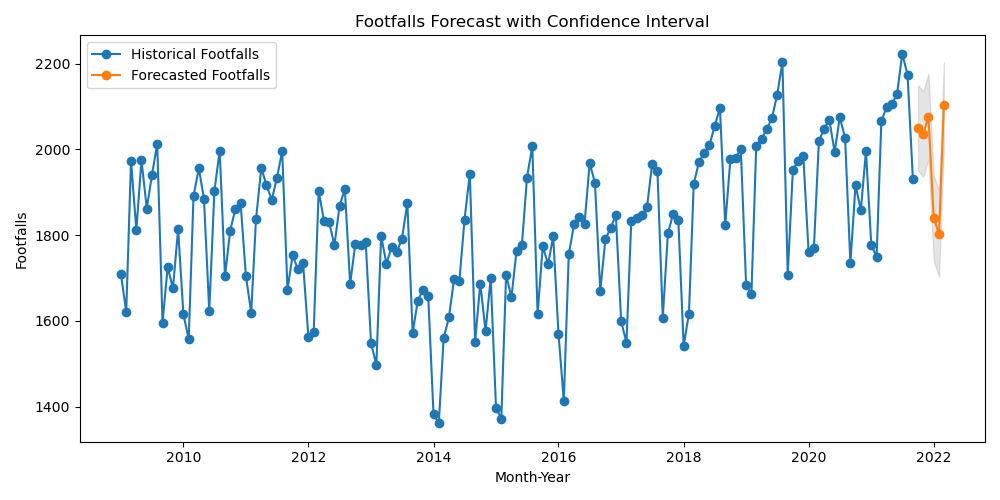 Footfalls Forecast with Confidence Interval
Historical Footfalls
Forecasted Footfalls
Footfalls
2200
2000
1800
1600
1400
2010 2012 2014 2016 2018 2020 2022
Month-Year